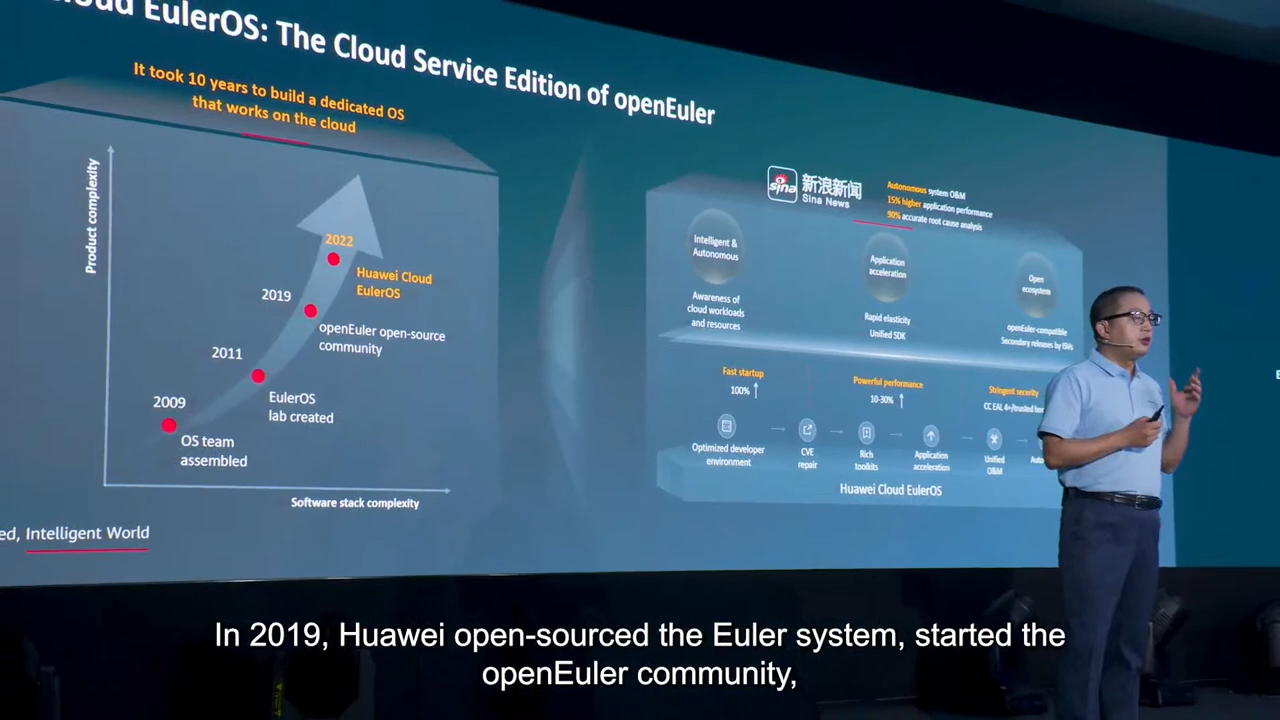 Cloud EulerOS: The Cloud Service Edition of openEuler
It took 10 years to build a dedicated OS
that works on the cloud
Product complexity
2022
Huawei Cloud
EulerOS
2019
openEuler open-source
community
2011
EulerOS
lab created
2009
OS team
assembled
Software stack complexity
Intelligent World
sina
新浪新闻
Sina News
Autonomous system O&M
15% higher application performance
90% accurate root cause analysis
Intelligent &
Autonomous
Application
acceleration
Open
ecosystem
Awareness of
cloud workloads
and resources
Rapid elasticity
Unified SDK
openEuler-compatible
Secondary releases by ISVs
Fast startup
100%
Powerful performance
10-30%
Stringent security
CC EAL 4+/trusted
Optimized developer
environment
CVE
repair
Rich
toolkits
Application
acceleration
Unified
O&M
Huawei Cloud EulerOS
In 2019, Huawei open-sourced the Euler system, started the
openEuler community,